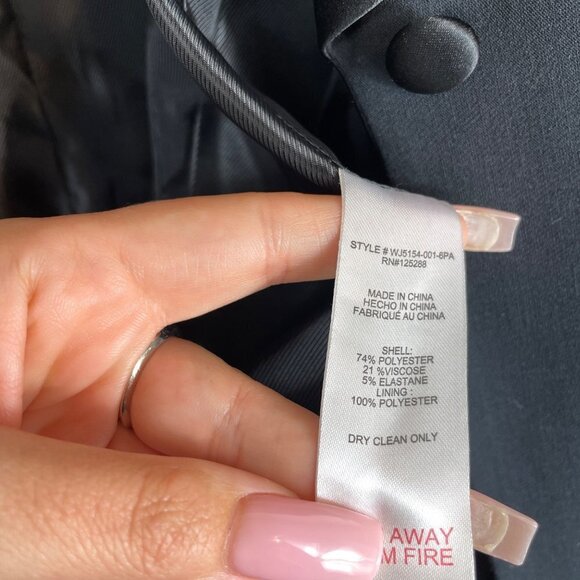 STYLE # WJ5154-001-6PA
RN#125288
MADE IN CHINA
HECHO IN CHINA
FABRIQUÉ AU CHINA
SHELL:
74% POLYESTER
21 %VISCOSE
5% ELASTANE
LINING :
100% POLYESTER
DRY CLEAN ONLY
AWAY
M FIRE